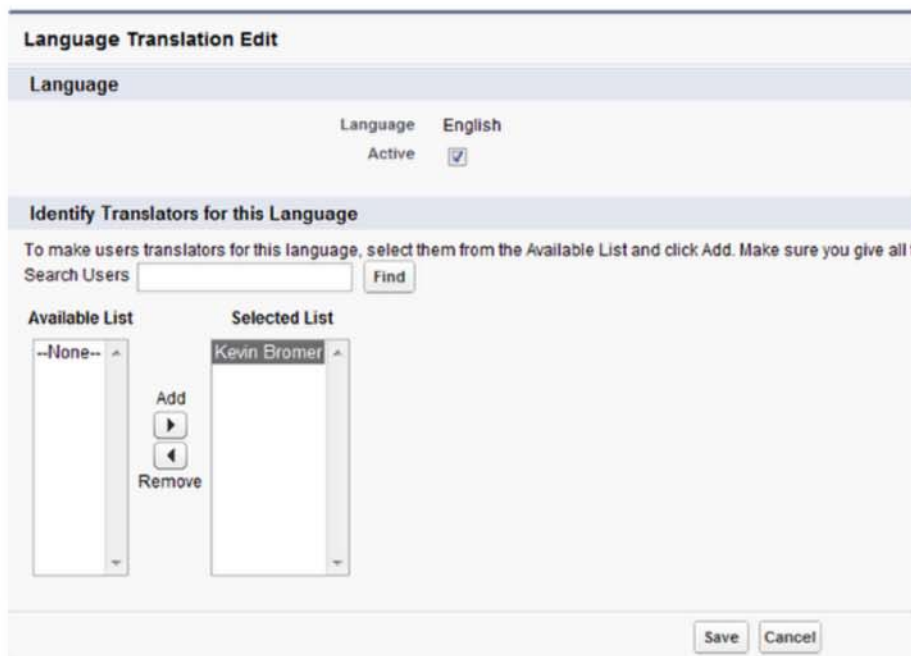 Language Translation Edit
Language
Language English
Active
Identify Translators for this Language
To make users translators for this language, select them from the Available List and click Add. Make sure you give all
Search Users Find
Available List Selected List
--None-- Kevin Bromer
Add
Remove
Save Cancel